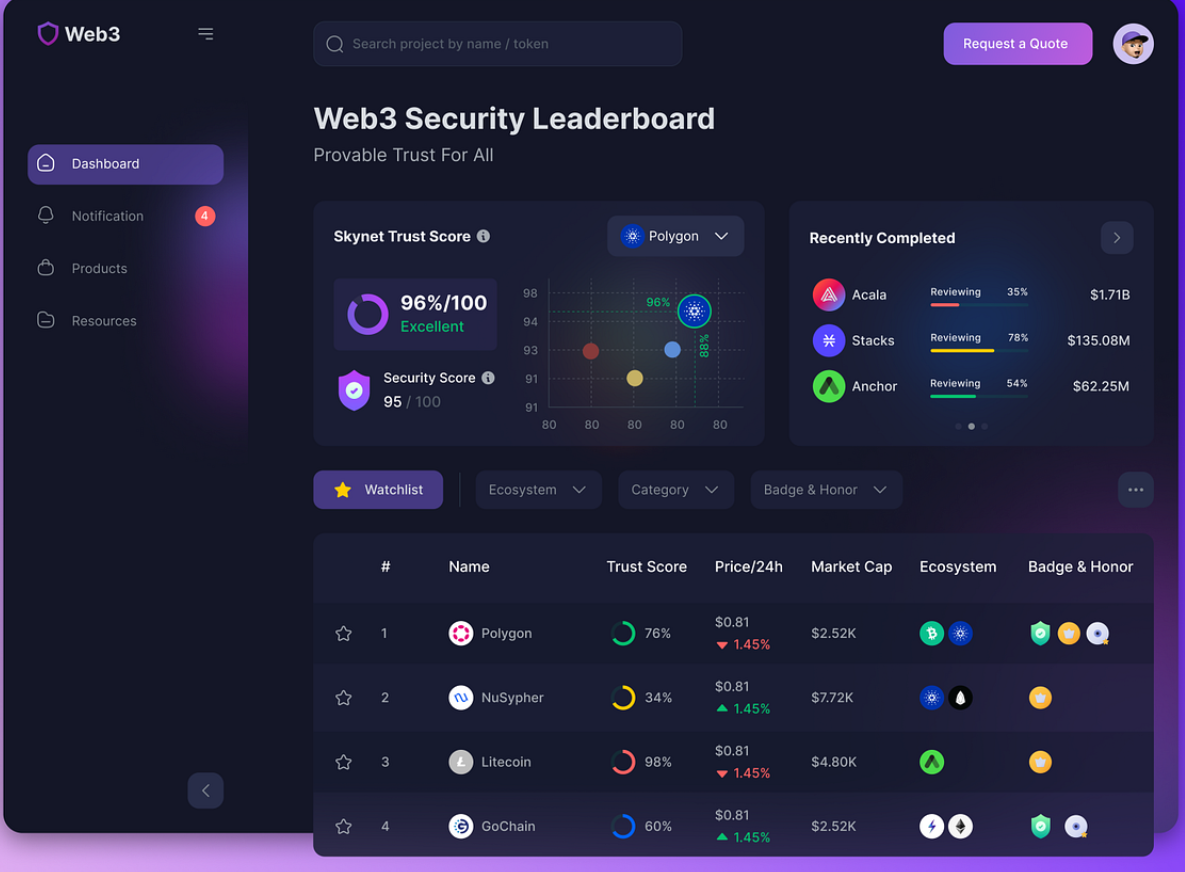 Web3
Search project by name / token
Request a Quote
Web3 Security Leaderboard
Provable Trust For All
Dashboard
Notification
4
Products
Resources
Skynet Trust Score
Polygon
96%/100
Excellent
Security Score
95 / 100
98
94
93
91
91
80 80 80 80 80
96%
88%
Recently Completed
Acala Reviewing 35% $1.71B
Stacks Reviewing 78% $135.08M
Anchor Reviewing 54% $62.25M
Watchlist
Ecosystem
Category
Badge & Honor
# Name Trust Score Price/24h Market Cap Ecosystem Badge & Honor
1 Polygon 76% $0.81 1.45% $2.52K
2 NuSypher 34% $0.81 1.45% $7.72K
3 Litecoin 98% $0.81 1.45% $4.80K
4 GoChain 60% $0.81 1.45% $2.52K